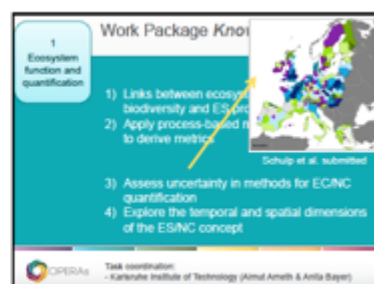 1
Ecosystem
function and
quantification
Work Package Kno
1) Links between ecosys
biodiversity and ES pro
2) Apply process-based m
to derive metrics
Schulp et al. submitted
3) Assess uncertainty in methods for EC/NC
quantification
4) Explore the temporal and spatial dimensions
of the ES/NC concept
OPERAs
Task coordination:
- Karlsruhe Institute of Technology (Almut Arneth & Anita Bayer)